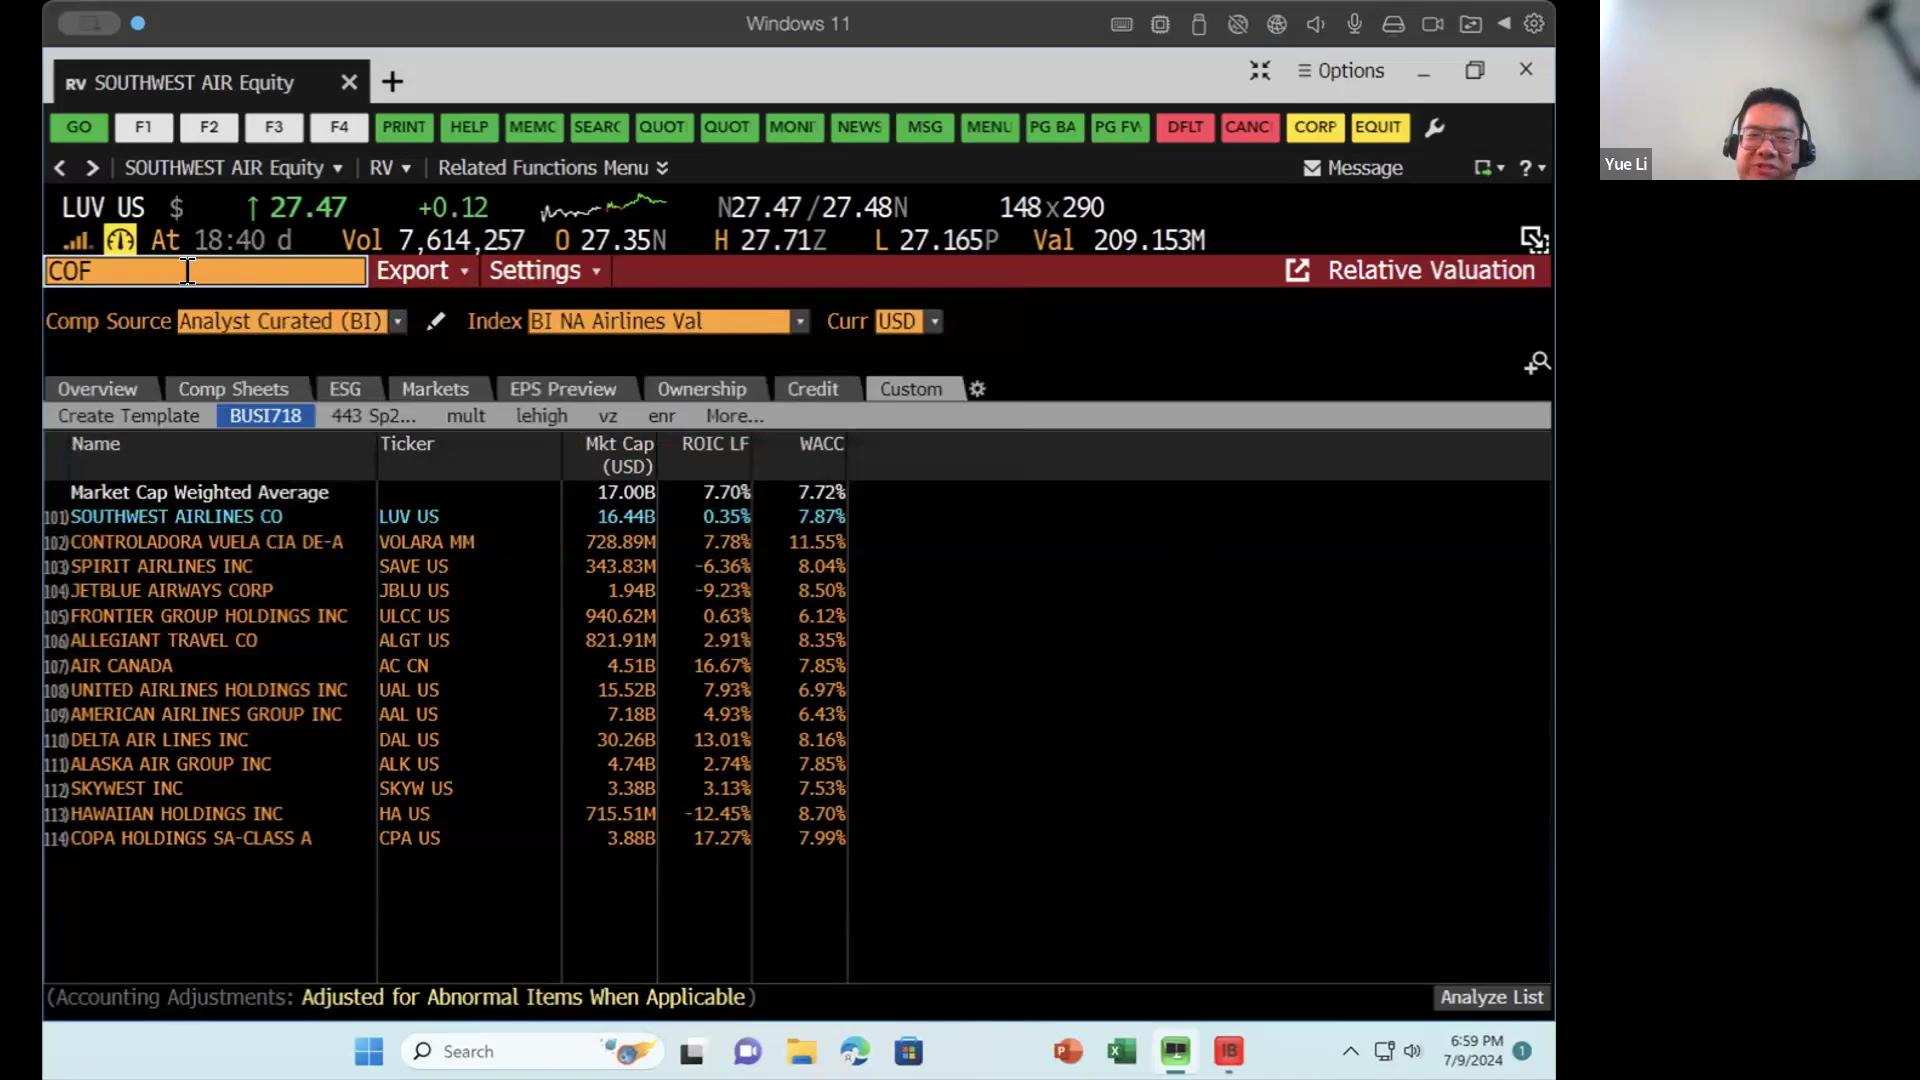 Windows 11
RV SOUTHWEST AIR Equity
Options
GO F1 F2 F3 F4 PRINT HELP MEMC SEARC QUOT QUOT MONI NEWS MSG MENU PG BA PG FW DFLT CANC CORP EQUIT
SOUTHWEST AIR Equity RV Related Functions Menu Message ?
LUV US $ ↑ 27.47 +0.12 N27.47/27.48N 148x290
At 18:40 d Vol 7,614,257 O 27.35N H 27.71Z L 27.165P Val 209.153M
COF Export Settings Relative Valuation
Comp Source Analyst Curated (BI) Index BI NA Airlines Val Curr USD
Overview Comp Sheets ESG Markets EPS Preview Ownership Credit Custom
Create Template BUSI718 443 Sp2... mult lehigh vz enr More...
Name Ticker Mkt Cap (USD) ROIC LF WACC
Market Cap Weighted Average 17.00B 7.70% 7.72%
101) SOUTHWEST AIRLINES CO LUV US 16.44B 0.35% 7.87%
102) CONTROLADORA VUELA CIA DE-A VOLARA MM 728.89M 7.78% 11.55%
103) SPIRIT AIRLINES INC SAVE US 343.83M -6.36% 8.04%
104) JETBLUE AIRWAYS CORP JBLU US 1.94B -9.23% 8.50%
105) FRONTIER GROUP HOLDINGS INC ULCC US 940.62M 0.63% 6.12%
106) ALLEGIANT TRAVEL CO ALGT US 821.91M 2.91% 8.35%
107) AIR CANADA AC CN 4.51B 16.67% 7.85%
108) UNITED AIRLINES HOLDINGS INC UAL US 15.52B 7.93% 6.97%
109) AMERICAN AIRLINES GROUP INC AAL US 7.18B 4.93% 6.43%
110) DELTA AIR LINES INC DAL US 30.26B 13.01% 8.16%
111) ALASKA AIR GROUP INC ALK US 4.74B 2.74% 7.85%
112) SKYWEST INC SKYW US 3.38B 3.13% 7.53%
113) HAWAIIAN HOLDINGS INC HA US 715.51M -12.45% 8.70%
114) COPA HOLDINGS SA-CLASS A CPA US 3.88B 17.27% 7.99%
(Accounting Adjustments: Adjusted for Abnormal Items When Applicable) Analyze List
Search IB 6:59 PM 1
7/9/2024
Yue Li